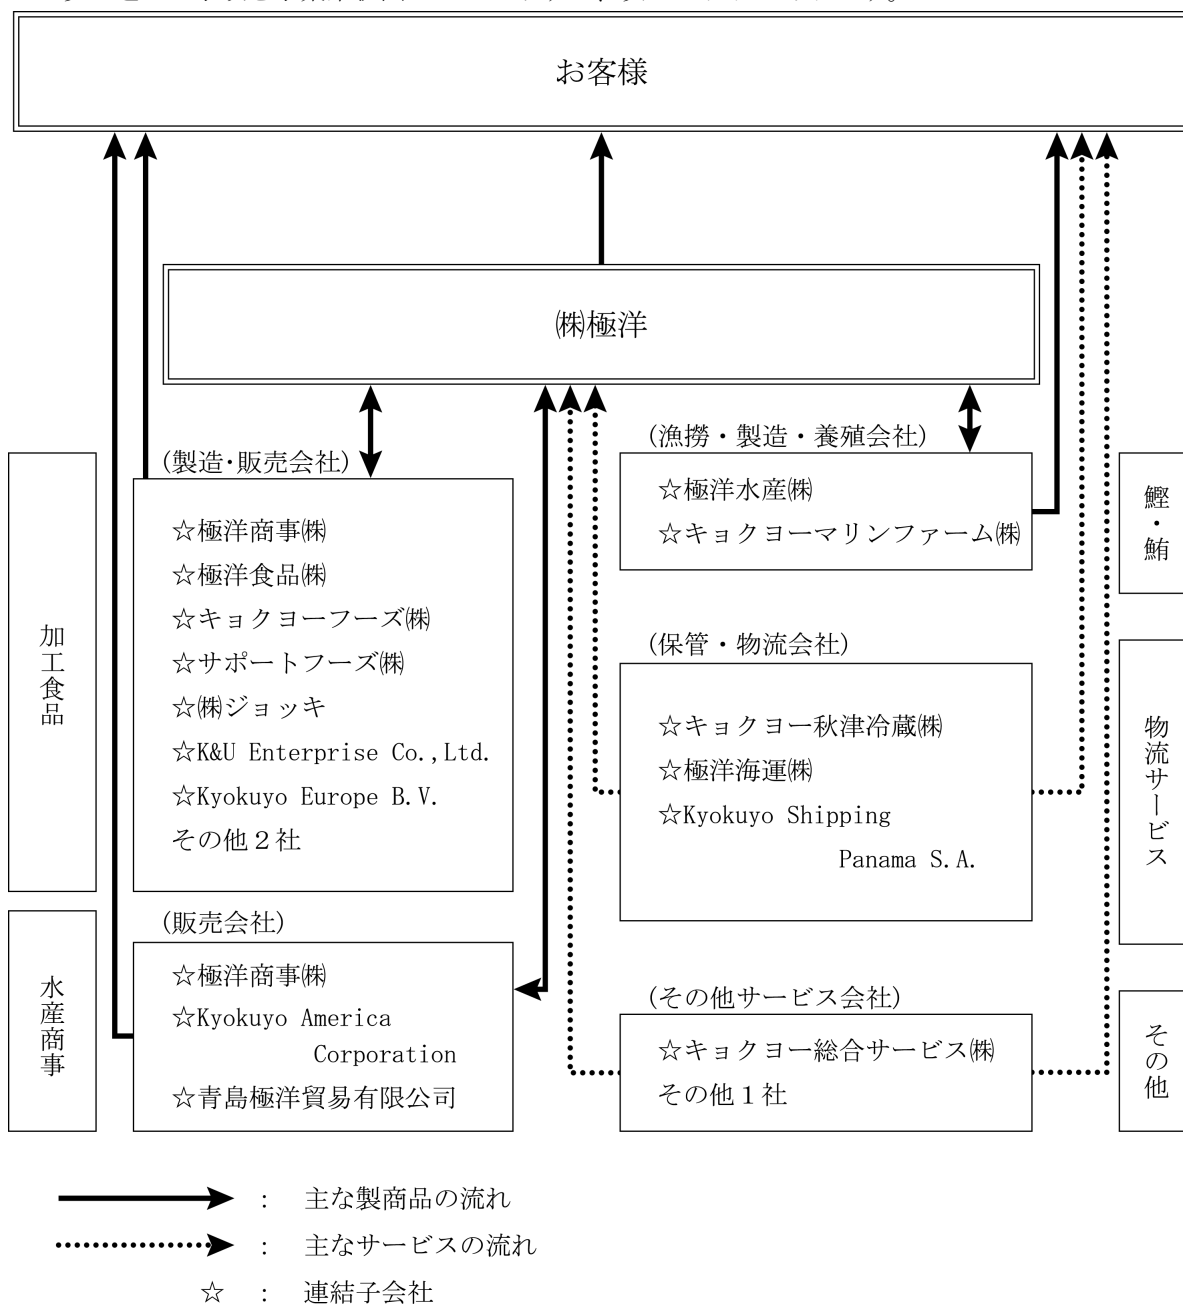 お客様
㈱極洋
(製造・販売会社)
☆極洋商事㈱
☆極洋食品㈱
☆キョクヨーフーズ㈱
☆サポートフーズ㈱
☆㈱ジョッキ
☆K&U Enterprise Co.,Ltd.
☆Kyokuyo Europe B.V.
その他２社
加工食品
(販売会社)
☆極洋商事㈱
☆Kyokuyo America
Corporation
☆青島極洋貿易有限公司
水産商事
(漁撈・製造・養殖会社)
☆極洋水産㈱
☆キョクヨーマリンファーム㈱
鰹・鮪
(保管・物流会社)
☆キョクヨー秋津冷蔵㈱
☆極洋海運㈱
☆Kyokuyo Shipping
Panama S.A.
物流サービス
(その他サービス会社)
☆キョクヨー総合サービス㈱
その他１社
その他
： 主な製商品の流れ
： 主なサービスの流れ
☆ ： 連結子会社